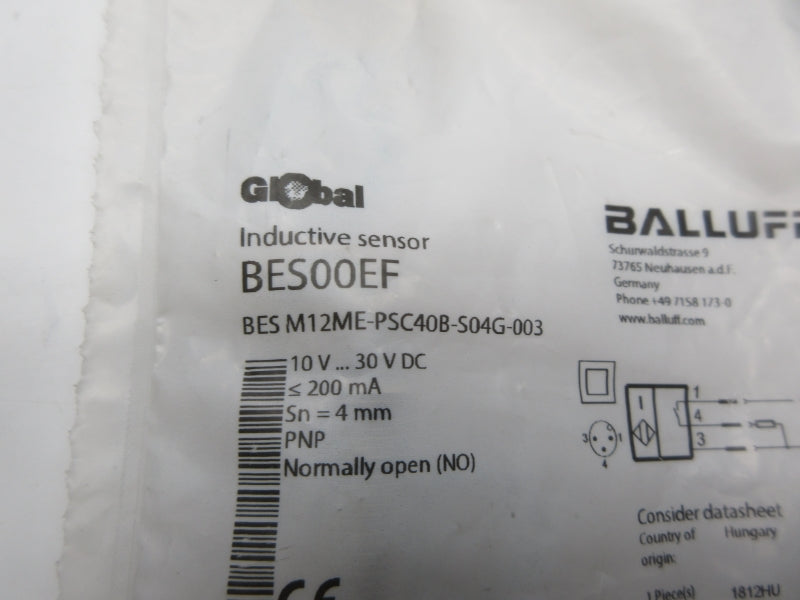 Global
Inductive sensor
BES00EF
BES M12ME-PSC40B-S04G-003
10 V ... 30 V DC
≤ 200 mA
Sn = 4 mm
PNP
Normally open (NO)
CE
BALLUFF
Schurwaldstrasse 9
73765 Neuhausen a.d.F.
Germany
Phone +49 7158 173-0
www.balluff.com
1
4
3
3 1
4
Consider datasheet
Country of origin: Hungary
1 Piece(s) 1812HU